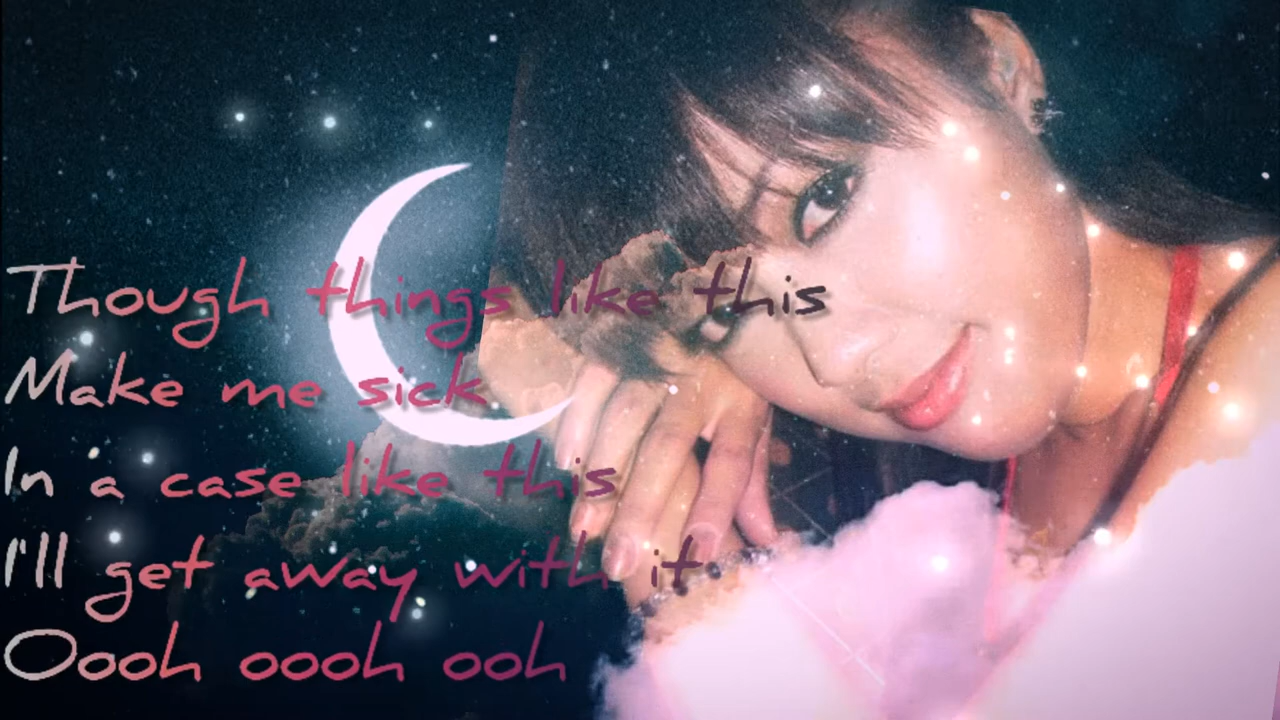 Though things like this
Make me sick
In a case like this
I'll get away with it
Oooh oooh ooh